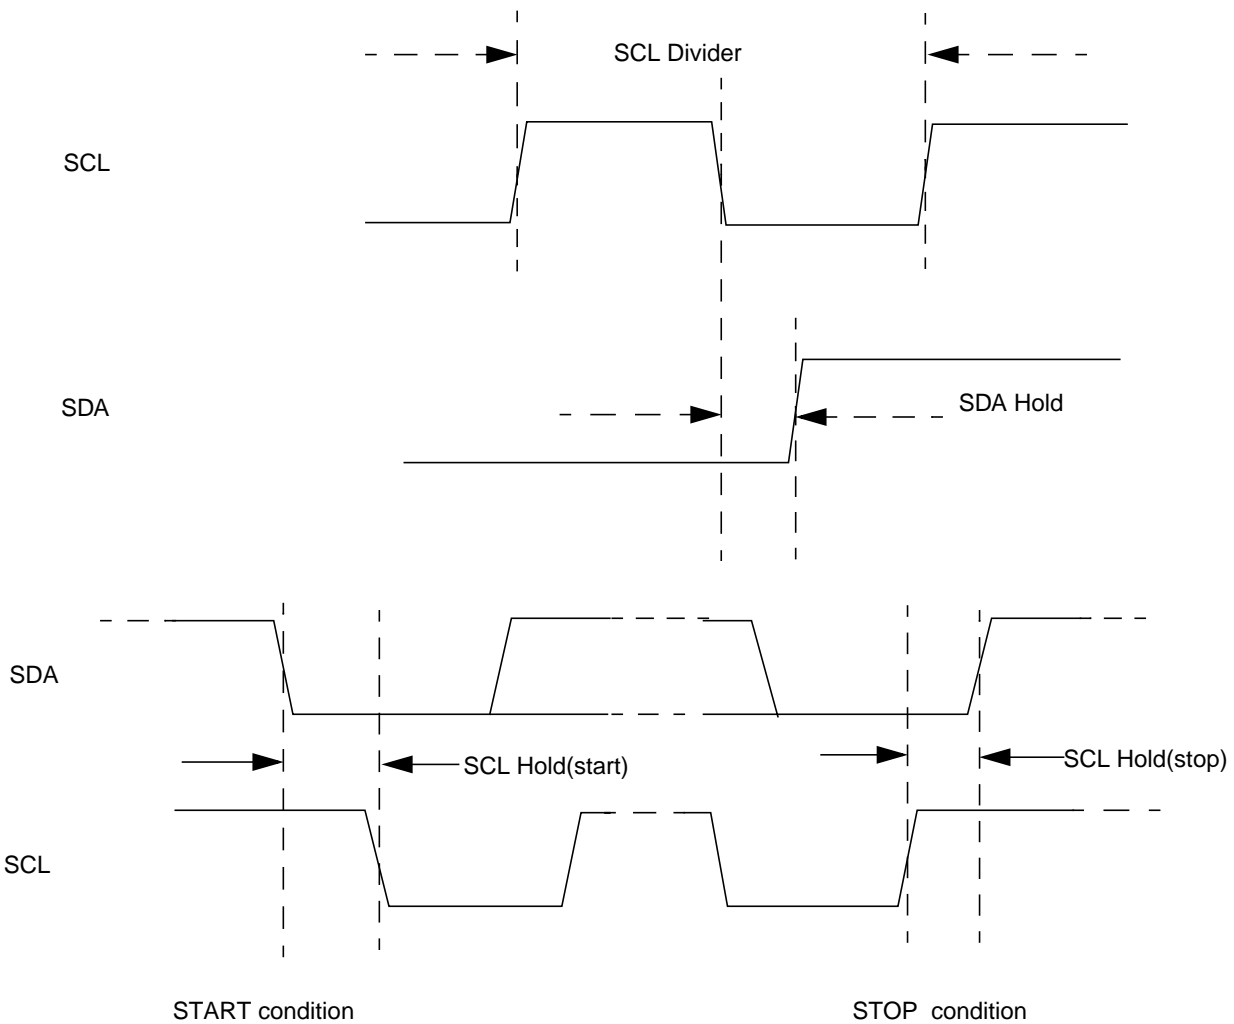 SCL Divider
SCL
SDA
SDA Hold
SDA
SCL Hold(start)
SCL Hold(stop)
SCL
START condition
STOP condition